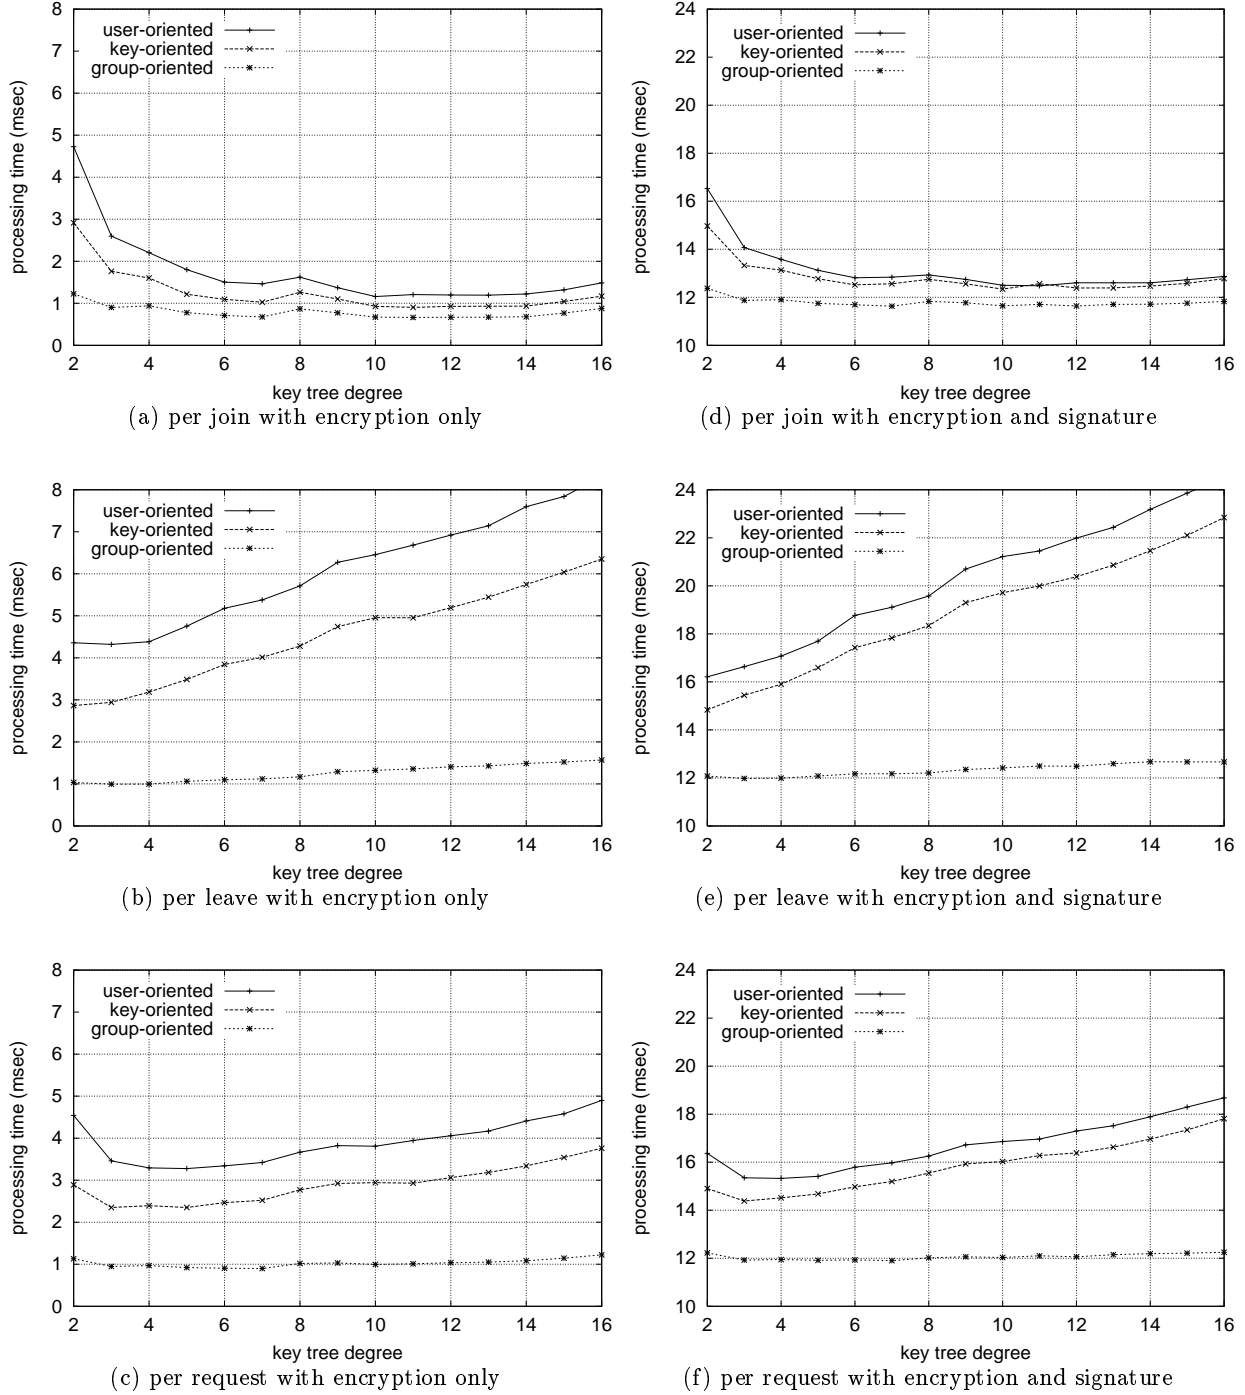 8
7
6
5
4
3
2
1
0
processing time (msec)
user-oriented
key-oriented
group-oriented
2 4 6 8 10 12 14 16
key tree degree
(a) per join with encryption only
24
22
20
18
16
14
12
10
processing time (msec)
user-oriented
key-oriented
group-oriented
2 4 6 8 10 12 14 16
key tree degree
(d) per join with encryption and signature
8
7
6
5
4
3
2
1
0
processing time (msec)
user-oriented
key-oriented
group-oriented
2 4 6 8 10 12 14 16
key tree degree
(b) per leave with encryption only
24
22
20
18
16
14
12
10
processing time (msec)
user-oriented
key-oriented
group-oriented
2 4 6 8 10 12 14 16
key tree degree
(e) per leave with encryption and signature
8
7
6
5
4
3
2
1
0
processing time (msec)
user-oriented
key-oriented
group-oriented
2 4 6 8 10 12 14 16
key tree degree
(c) per request with encryption only
24
22
20
18
16
14
12
10
processing time (msec)
user-oriented
key-oriented
group-oriented
2 4 6 8 10 12 14 16
key tree degree
(f) per request with encryption and signature